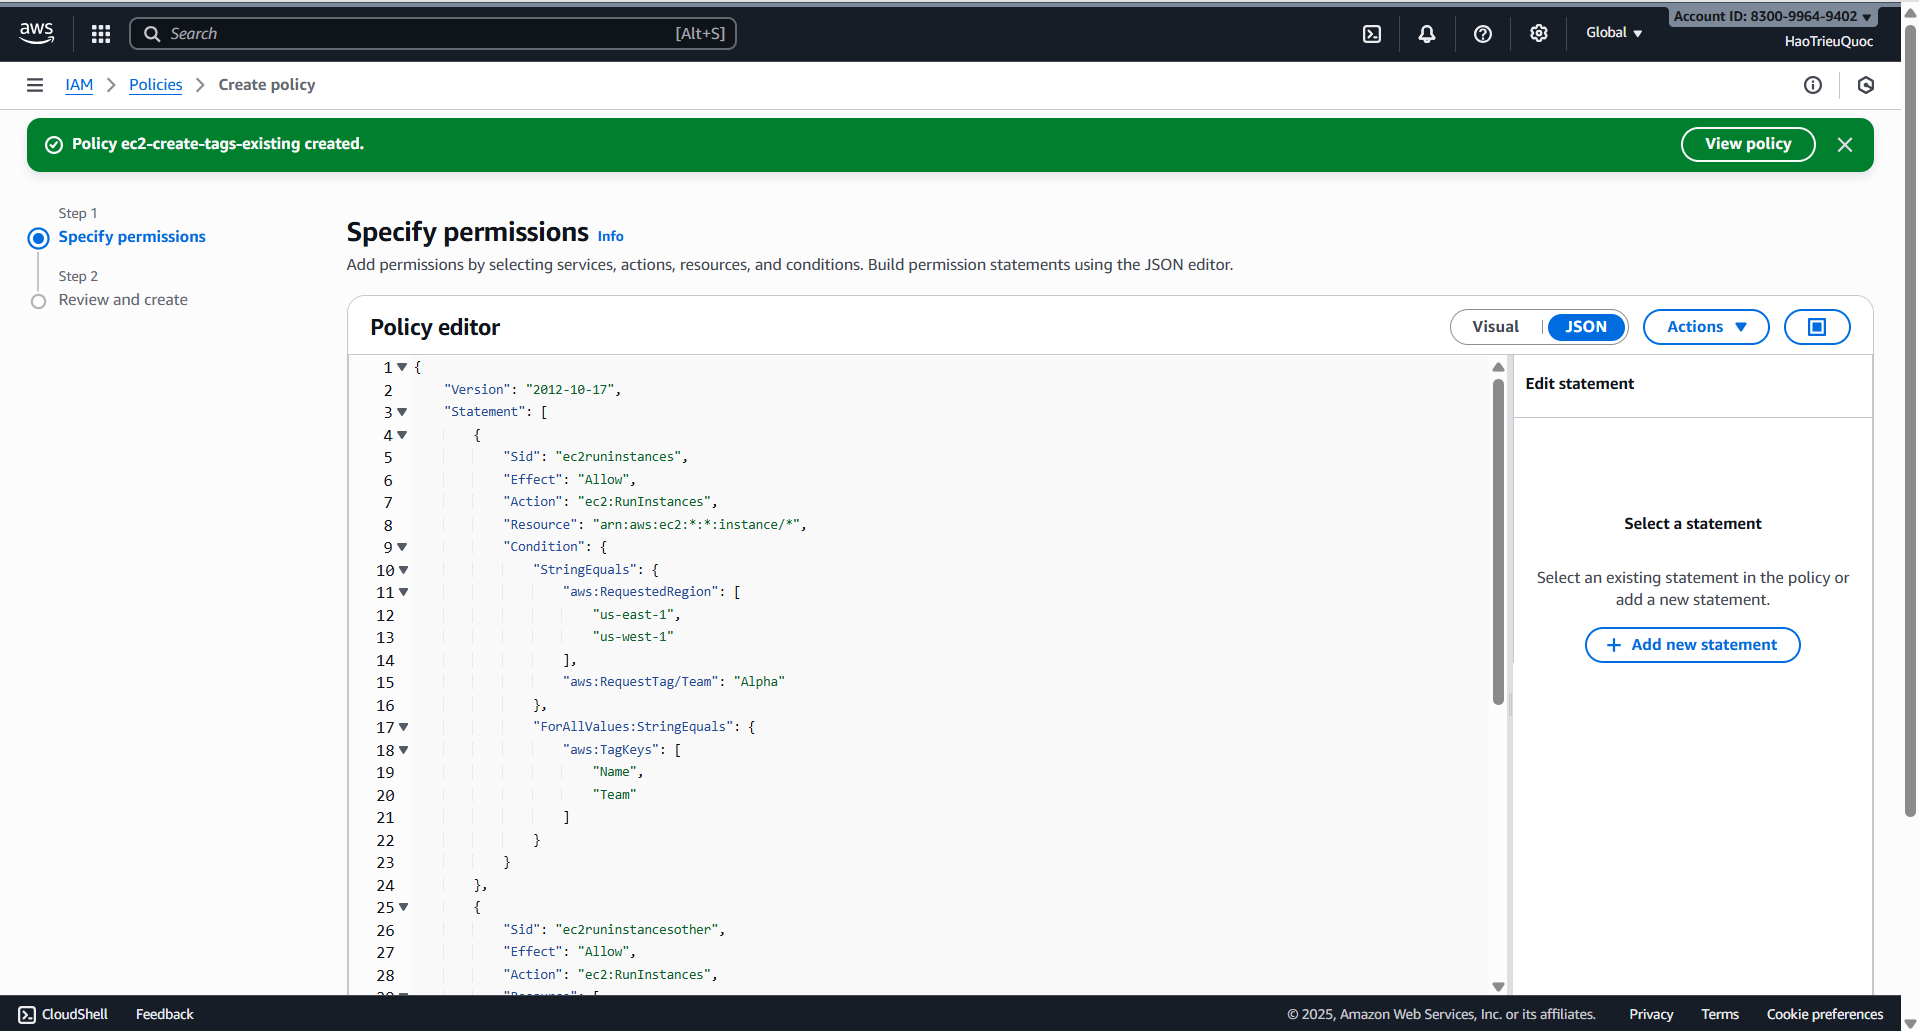 aws
Search
[Alt+S]
Global
Account ID: 8300-9964-9402
HaoTrieuQuoc
IAM
Policies
Create policy
Policy ec2-create-tags-existing created.
View policy
Step 1
Specify permissions
Step 2
Review and create
Specify permissions Info
Add permissions by selecting services, actions, resources, and conditions. Build permission statements using the JSON editor.
Policy editor
Visual
JSON
Actions
1 {
2 "Version": "2012-10-17",
3 "Statement": [
4 {
5 "Sid": "ec2runinstances",
6 "Effect": "Allow",
7 "Action": "ec2:RunInstances",
8 "Resource": "arn:aws:ec2:*:*:instance/*",
9 "Condition": {
10 "StringEquals": {
11 "aws:RequestedRegion": [
12 "us-east-1",
13 "us-west-1"
14 ],
15 "aws:RequestTag/Team": "Alpha"
16 },
17 "ForAllValues:StringEquals": {
18 "aws:TagKeys": [
19 "Name",
20 "Team"
21 ]
22 }
23 }
24 },
25 {
26 "Sid": "ec2runinstancesother",
27 "Effect": "Allow",
28 "Action": "ec2:RunInstances",
Edit statement
Select a statement
Select an existing statement in the policy or
add a new statement.
+ Add new statement
CloudShell
Feedback
© 2025, Amazon Web Services, Inc. or its affiliates.
Privacy
Terms
Cookie preferences